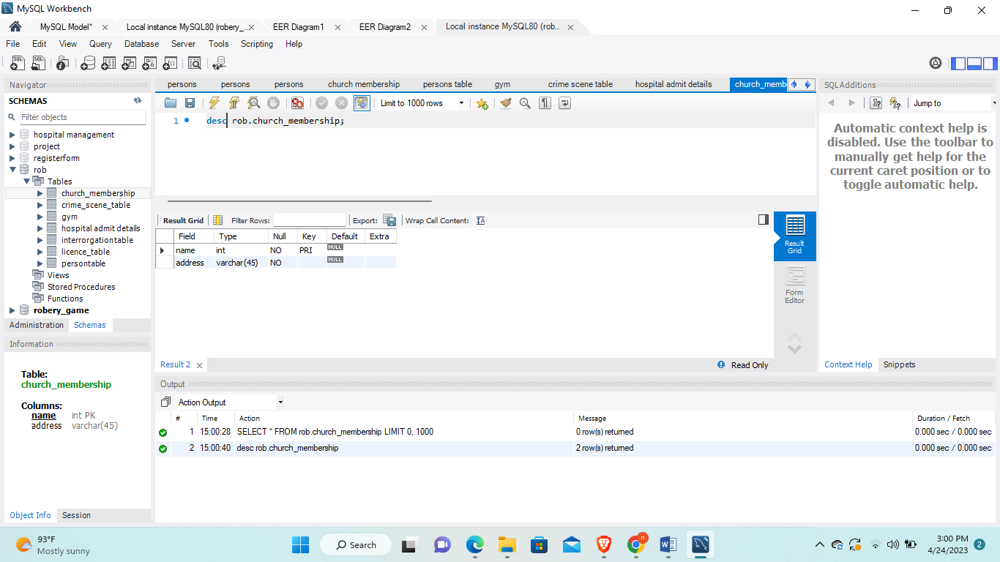 MySQL Workbench
MySQL Model* Local instance MySQL80 (robery_... EER Diagram1 EER Diagram2 Local instance MySQL80 (rob...
File Edit View Query Database Server Tools Scripting Help
Navigator
SCHEMAS
Filter objects
hospital management
project
registerform
rob
Tables
church_membership
crime_scene_table
gym
hospital admit details
interrorgationtable
licence_table
persontable
Views
Stored Procedures
Functions
robery_game
Administration Schemas
Information
Table:
church_membership
Columns:
name int PK
address varchar(45)
Object Info Session
persons persons persons church membership persons table gym crime scene table hospital admit details church_memb
Limit to 1000 rows
1 desc rob.church_membership;
Result Grid Filter Rows: Export: Wrap Cell Content:
Field Type Null Key Default Extra
name int NO PRI NULL
address varchar(45) NO NULL
Result
Grid
Form
Editor
Result 2 Read Only
Output
Action Output
# Time Action Message Duration / Fetch
1 15:00:28 SELECT * FROM rob.church_membership LIMIT 0, 1000 0 row(s) returned 0.000 sec / 0.000 sec
2 15:00:40 desc rob.church_membership 2 row(s) returned 0.000 sec / 0.000 sec
SQLAdditions
Jump to
Automatic context help is
disabled. Use the toolbar to
manually get help for the
current caret position or to
toggle automatic help.
Context Help Snippets
93°F
Mostly sunny
Search
n
3:00 PM
4/24/2023
2